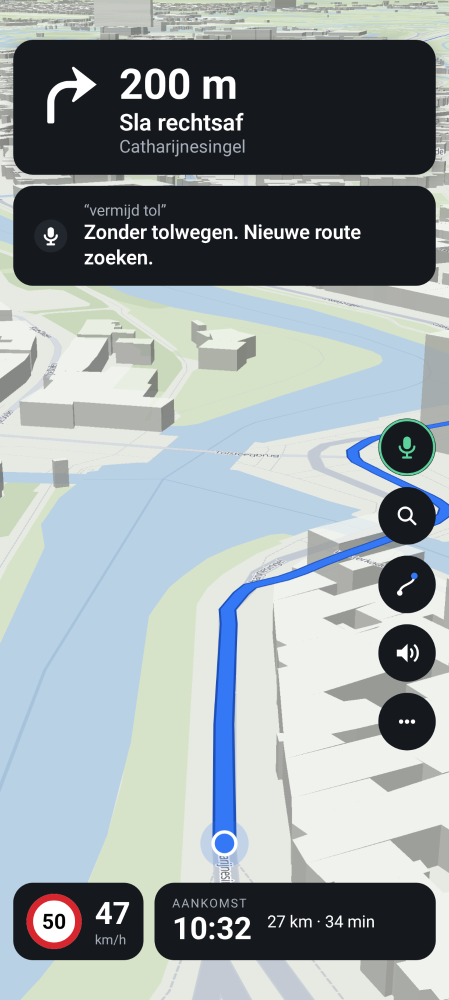 200 m
Sla rechtsaf
Catharijnesingel
“vermijd tol”
Zonder tolwegen. Nieuwe route
zoeken.
50
47
km/h
AANKOMST
10:32
27 km · 34 min